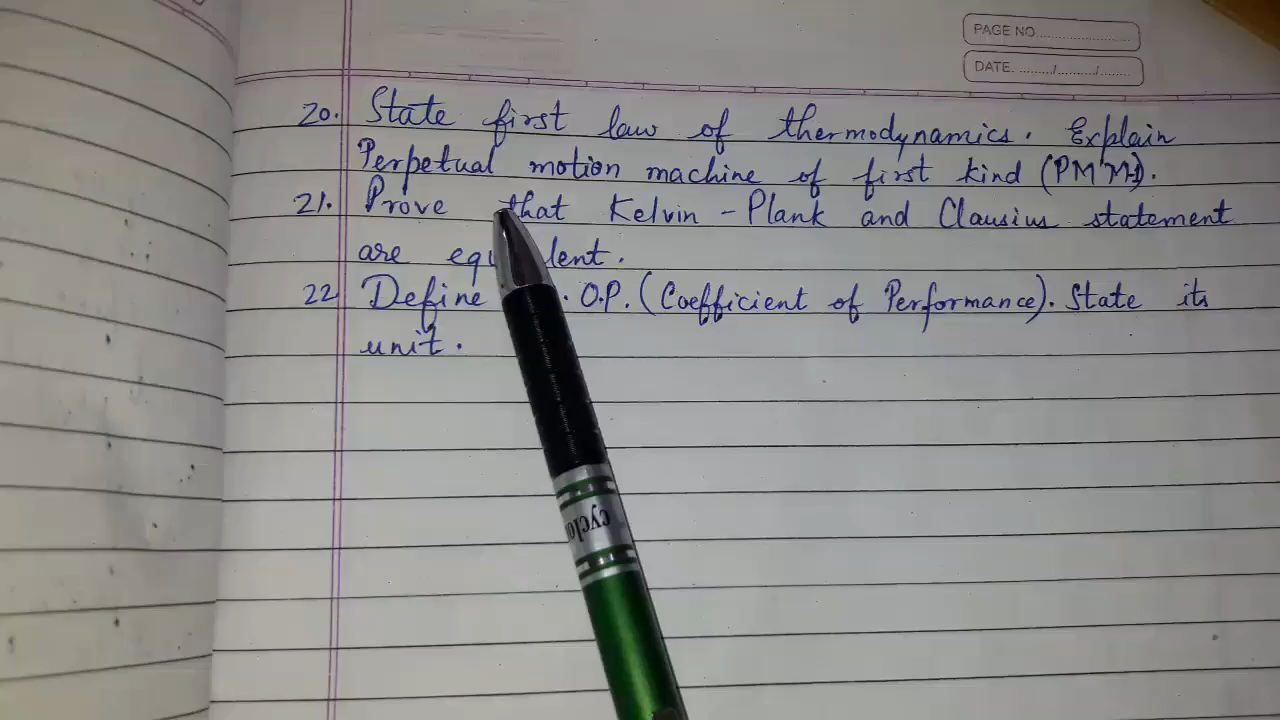 PAGE NO.
DATE. ......../........./.......
20. State first law of thermodynamics. Explain
Perpetual motion machine of first kind (PMM1).
21. Prove that Kelvin - Plank and Clausius statement
are equ lent.
22 Define . O.P. (Coefficient of Performance). State its
unit.
cyclo